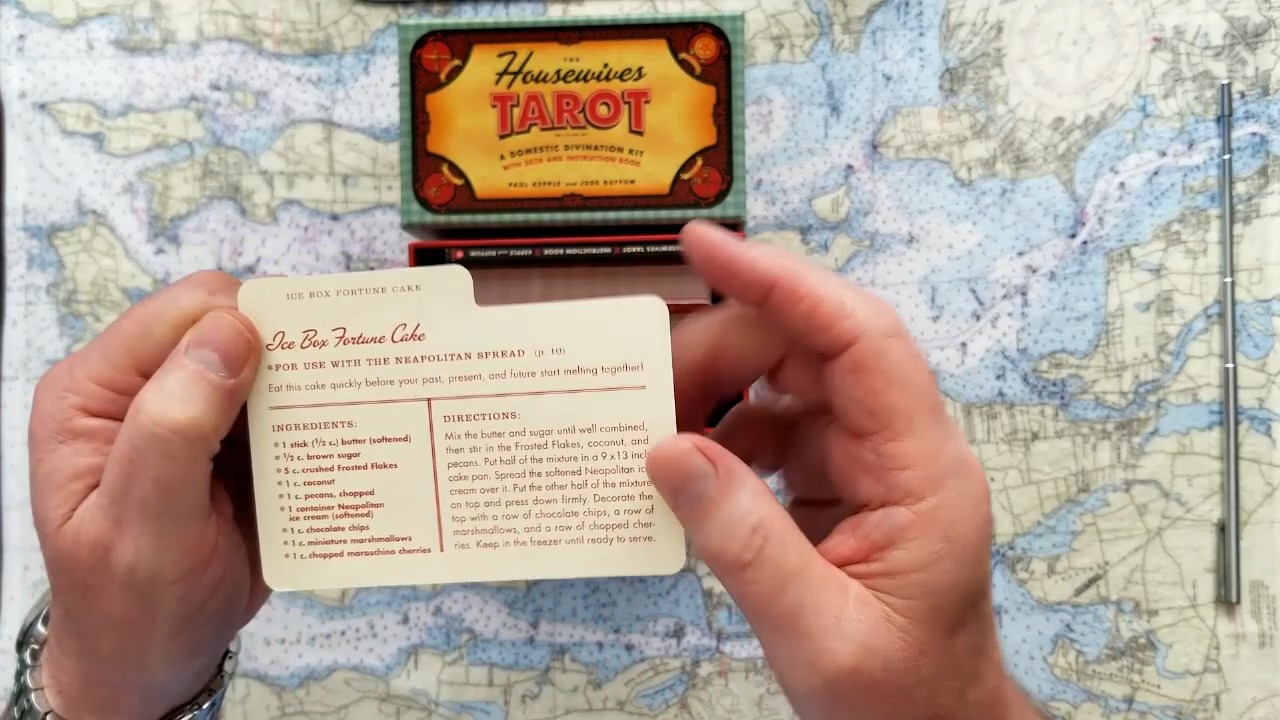 THE
Housewives
TAROT
A DOMESTIC DIVINATION KIT
WITH DECK AND INSTRUCTION BOOK
PAUL KEPPLE and JUDE BUFFUM
HOUSEWIVES TAROT INSTRUCTION BOOK KEPPLE and BUFFUM
ICE BOX FORTUNE CAKE
Ice Box Fortune Cake
*FOR USE WITH THE NEAPOLITAN SPREAD (p. 10)
Eat this cake quickly before your past, present, and future start melting together!
INGREDIENTS:
* 1 stick (½ c.) butter (softened)
* ½ c. brown sugar
* 5 c. crushed Frosted Flakes
* 1 c. coconut
* 1 c. pecans, chopped
* 1 container Neapolitan
ice cream (softened)
* 1 c. chocolate chips
* 1 c. miniature marshmallows
* 1 c. chopped maraschino cherries
DIRECTIONS:
Mix the butter and sugar until well combined,
then stir in the Frosted Flakes, coconut, and
pecans. Put half of the mixture in a 9 x 13 inch
cake pan. Spread the softened Neapolitan ice
cream over it. Put the other half of the mixture
on top and press down firmly. Decorate the
top with a row of chocolate chips, a row of
marshmallows, and a row of chopped cher-
ries. Keep in the freezer until ready to serve.